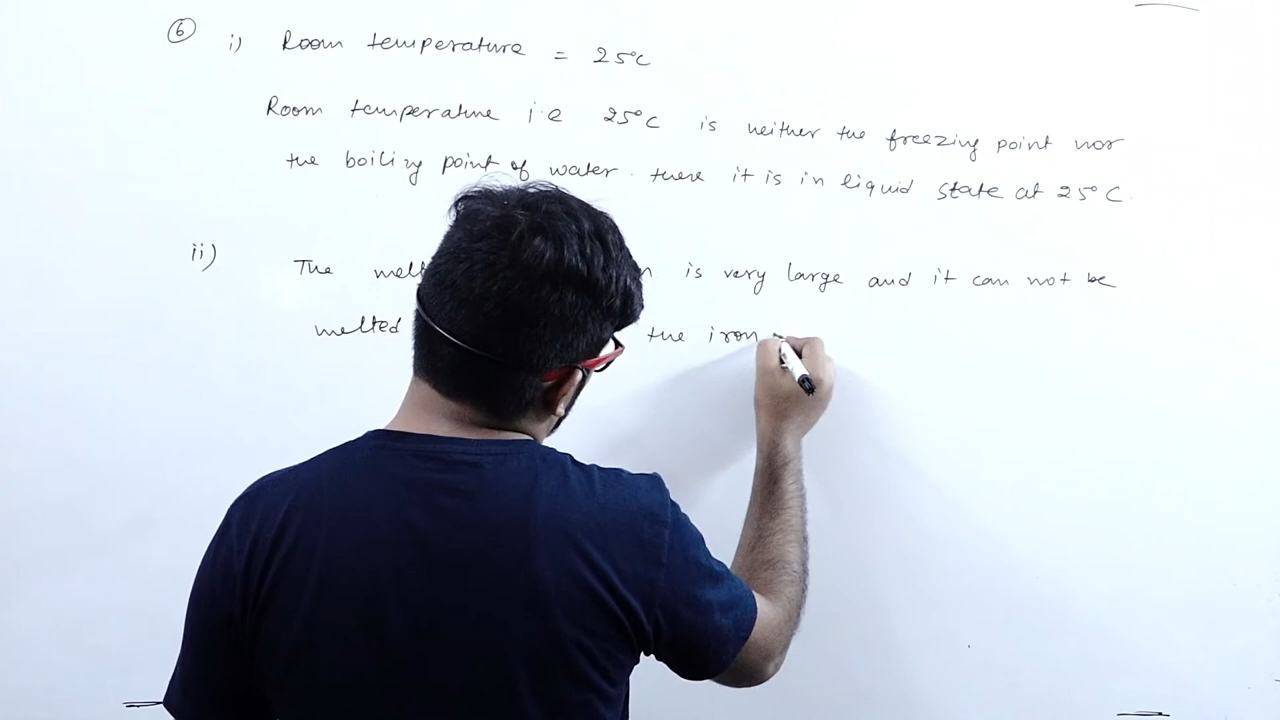 6 i) Room temperature = 25°C
Room temperature i.e 25°C is neither the freezing point nor
the boiling point of water. there it is in liquid state at 25°C.
ii) The is very large and it can not be
melted the iron